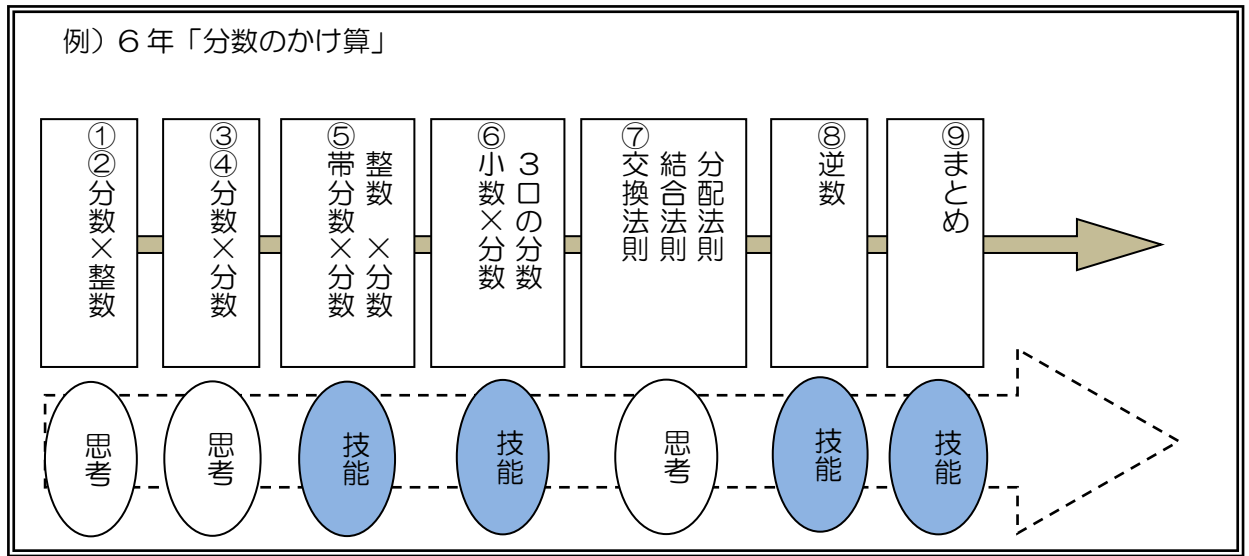 例）６年「分数のかけ算」
①②分数×整数
③④分数×分数
⑤
整数　×分数
帯分数×分数
⑥
３口の分数
小数×分数
⑦
分配法則
結合法則
交換法則
⑧逆数
⑨まとめ
思考
思考
技能
技能
思考
技能
技能